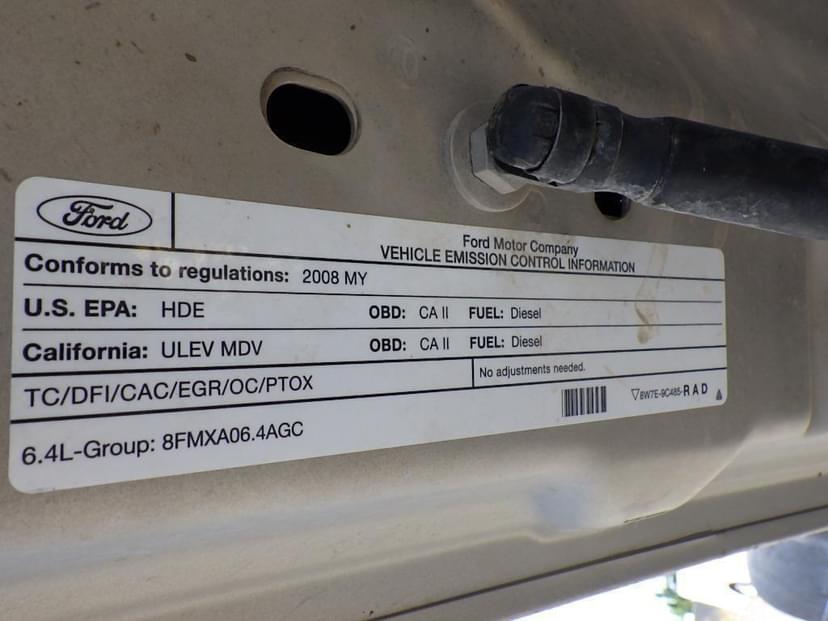 Ford
Ford Motor Company
VEHICLE EMISSION CONTROL INFORMATION
Conforms to regulations: 2008 MY
U.S. EPA: HDE OBD: CA II FUEL: Diesel
California: ULEV MDV OBD: CA II FUEL: Diesel
TC/DFI/CAC/EGR/OC/PTOX No adjustments needed.
6.4L-Group: 8FMXA06.4AGC 8W7E-9C485-RAD